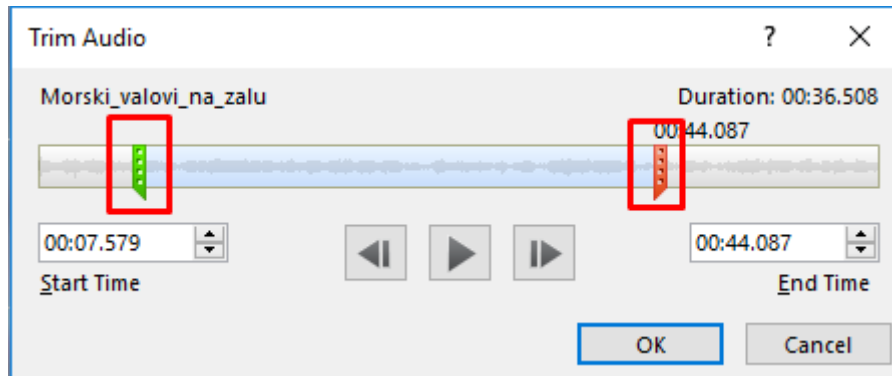 Trim Audio ?
Morski_valovi_na_zalu Duration: 00:36.508
00:44.087
00:07.579 00:44.087
Start Time End Time
OK Cancel